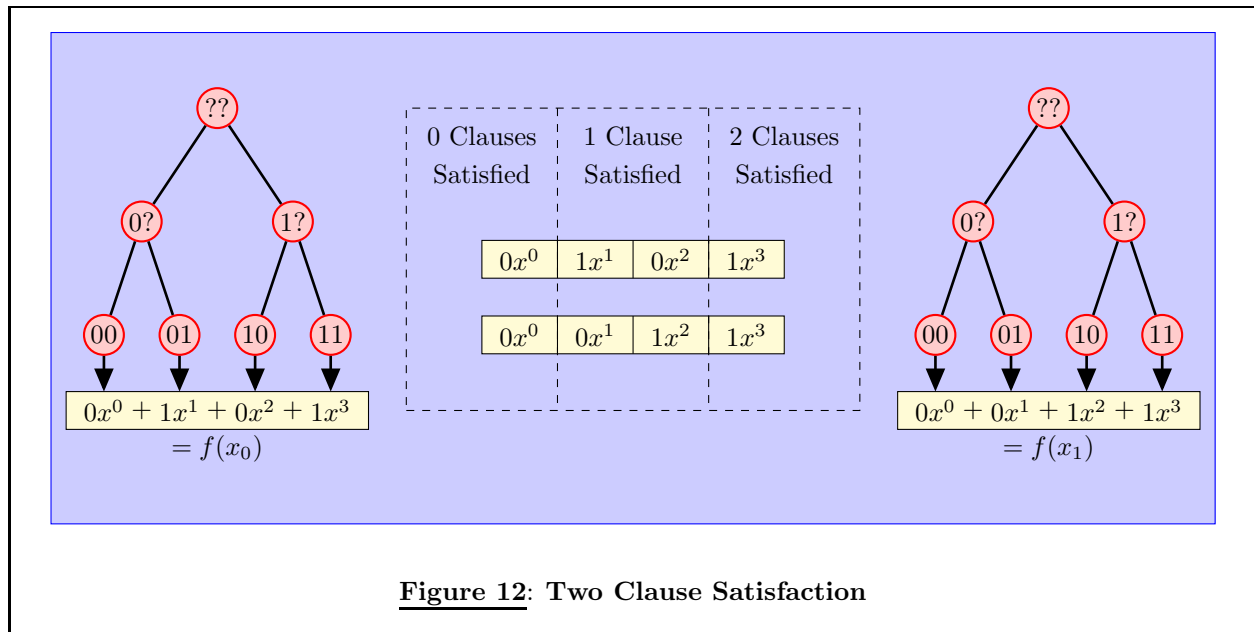 ??
0?
1?
00
01
10
11
0x^0 + 1x^1 + 0x^2 + 1x^3
= f(x_0)
0 Clauses
Satisfied
1 Clause
Satisfied
2 Clauses
Satisfied
0x^0 1x^1 0x^2 1x^3
0x^0 0x^1 1x^2 1x^3
??
0?
1?
00
01
10
11
0x^0 + 0x^1 + 1x^2 + 1x^3
= f(x_1)
Figure 12: Two Clause Satisfaction